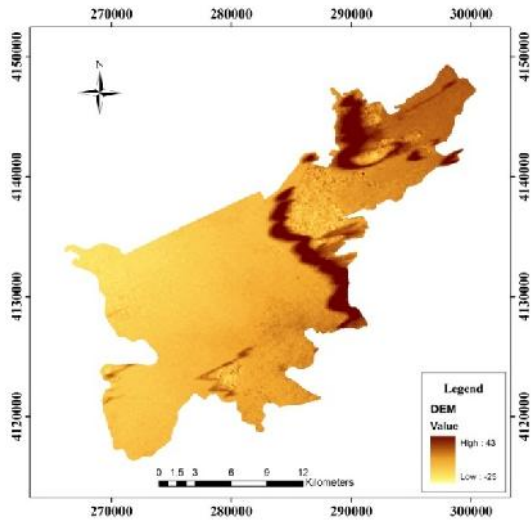 270000 280000 290000 300000
4150000 4150000
N
4140000 4140000
4130000 4130000
Legend
DEM
Value
High : 43
4120000 4120000
Low : -25
0 1.5 3 6 9 12
Kilometers
270000 280000 290000 300000